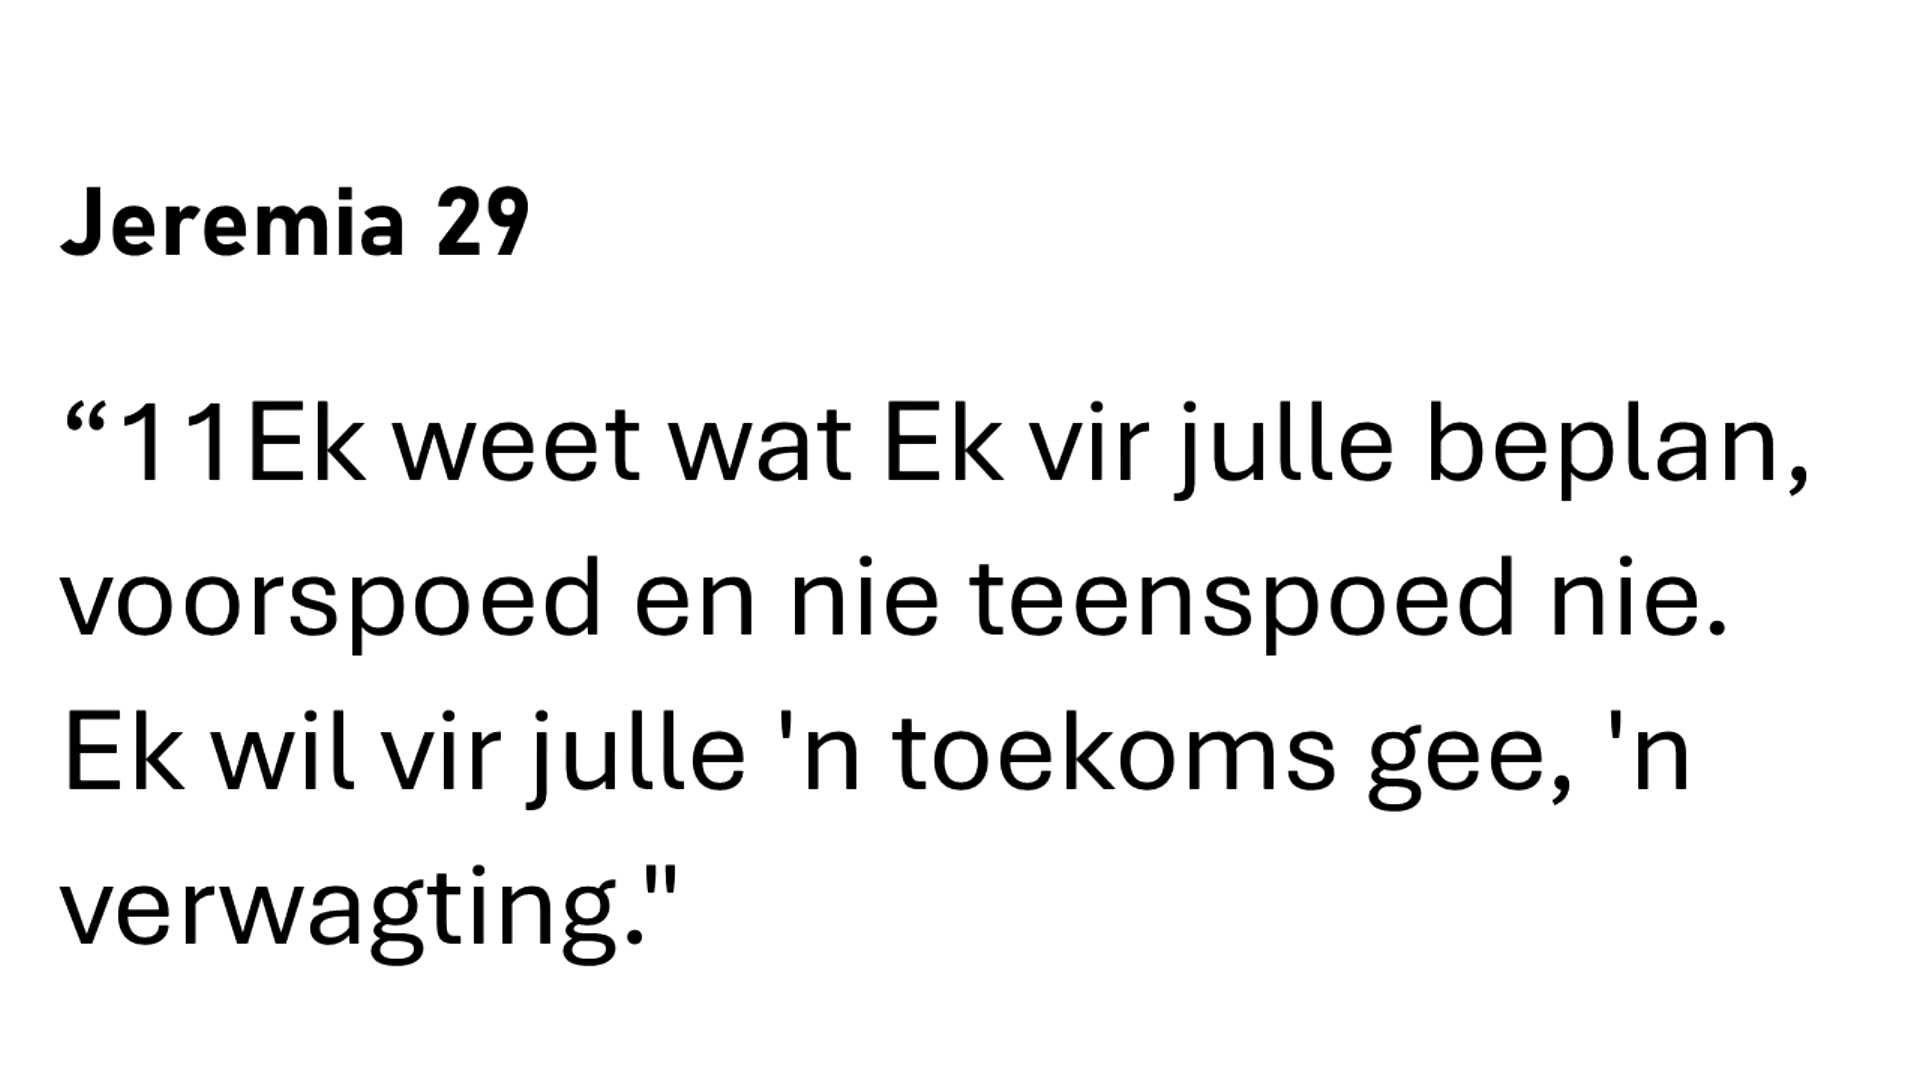 Jeremia 29
“11Ek weet wat Ek vir julle beplan,
voorspoed en nie teenspoed nie.
Ek wil vir julle 'n toekoms gee, 'n
verwagting."